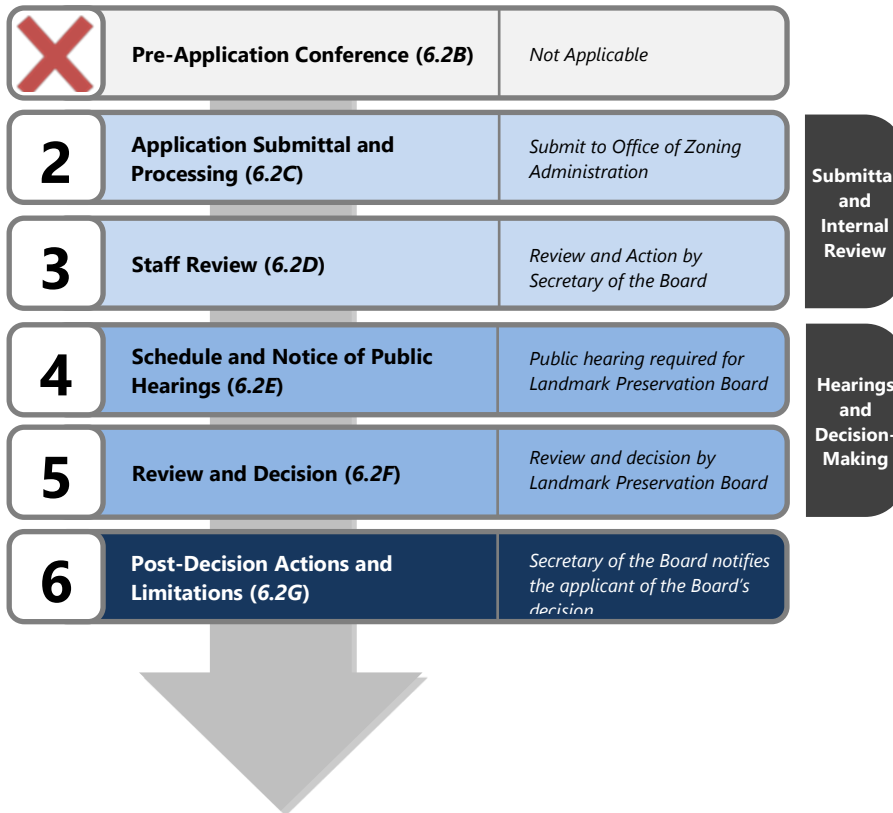 Pre-Application Conference (6.2B)
Not Applicable
2
Application Submittal and
Processing (6.2C)
Submit to Office of Zoning
Administration
3
Staff Review (6.2D)
Review and Action by
Secretary of the Board
Submitta
and
Internal
Review
4
Schedule and Notice of Public
Hearings (6.2E)
Public hearing required for
Landmark Preservation Board
5
Review and Decision (6.2F)
Review and decision by
Landmark Preservation Board
Hearings
and
Decision-
Making
6
Post-Decision Actions and
Limitations (6.2G)
Secretary of the Board notifies
the applicant of the Board's
decision